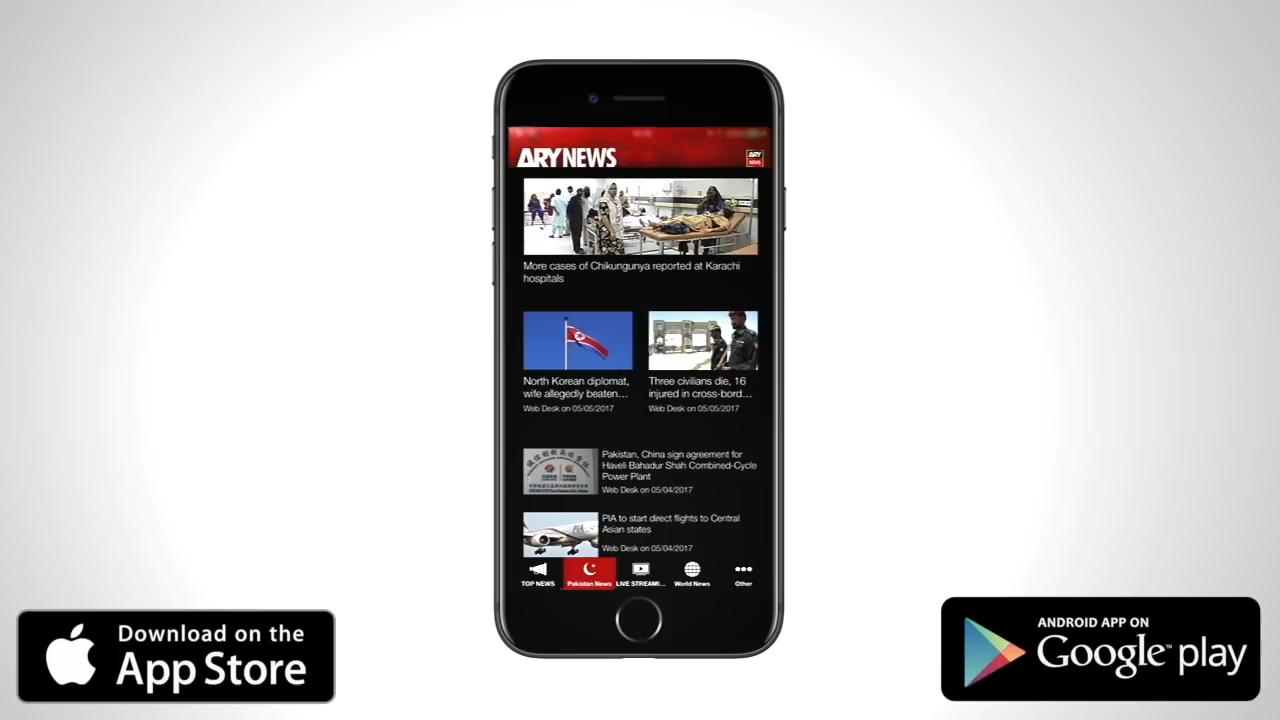 ARY NEWS
ARY
NEWS
More cases of Chikungunya reported at Karachi
hospitals
North Korean diplomat,
wife allegedly beaten...
Web Desk on 05/05/2017
Three civilians die, 16
injured in cross-bord...
Web Desk on 05/05/2017
Pakistan, China sign agreement for
Haveli Bahadur Shah Combined-Cycle
Power Plant
Web Desk on 05/04/2017
PIA to start direct flights to Central
Asian states
Web Desk on 05/04/2017
TOP NEWS
Pakistan News
LIVE STREAMI...
World News
Other
Download on the
App Store
ANDROID APP ON
Google™ play